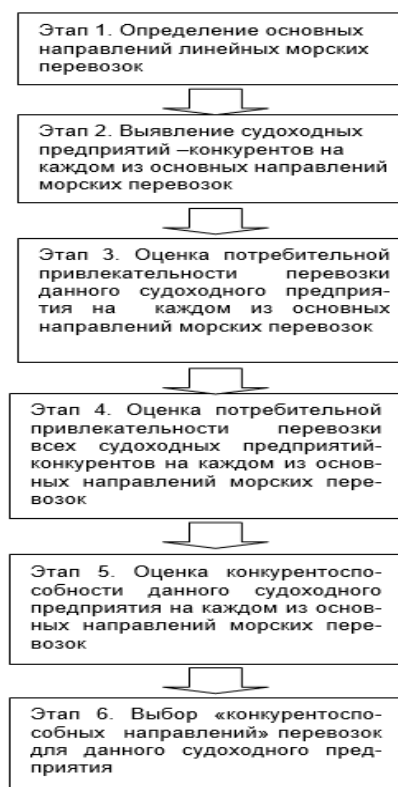 Этап 1. Определение основных
направлений линейных морских
перевозок
Этап 2. Выявление судоходных
предприятий –конкурентов на
каждом из основных направлений
морских перевозок
Этап 3. Оценка потребительной
привлекательности перевозки
данного судоходного предприя-
тия на каждом из основных
направлений морских перевозок
Этап 4. Оценка потребительной
привлекательности перевозки
всех судоходных предприятий-
конкурентов на каждом из основ-
ных направлений морских пере-
возок
Этап 5. Оценка конкурентоспо-
собности данного судоходного
предприятия на каждом из основ-
ных направлений морских пере-
возок
Этап 6. Выбор «конкурентоспо-
собных направлений» перевозок
для данного судоходного пред-
приятия